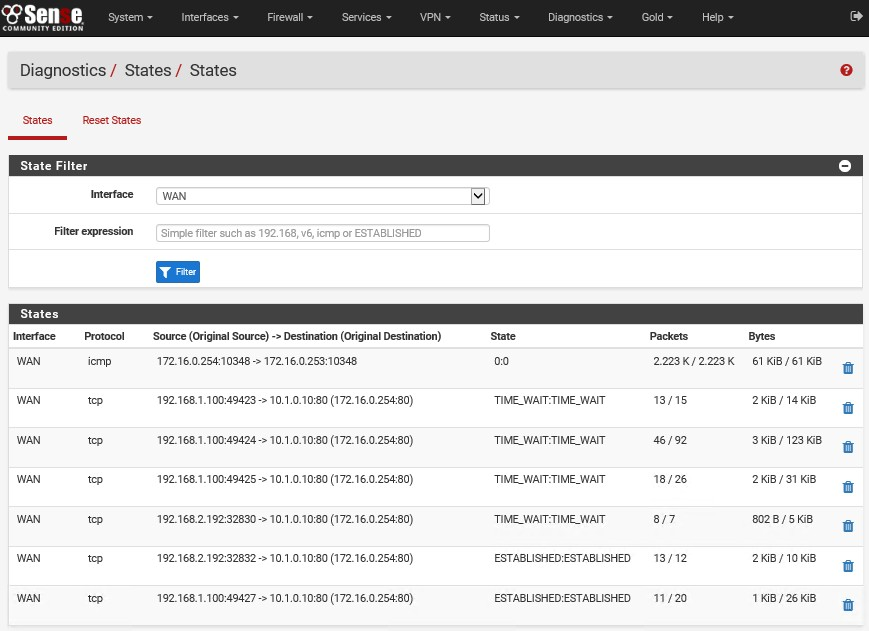 Sense
COMMUNITY EDITION
System Interfaces Firewall Services VPN Status Diagnostics Gold Help
Diagnostics / States / States
States Reset States
State Filter
Interface WAN
Filter expression Simple filter such as 192.168, v6, icmp or ESTABLISHED
Filter
States
Interface Protocol Source (Original Source) -> Destination (Original Destination) State Packets Bytes
WAN icmp 172.16.0.254:10348 -> 172.16.0.253:10348 0:0 2.223 K / 2.223 K 61 KiB / 61 KiB
WAN tcp 192.168.1.100:49423 -> 10.1.0.10:80 (172.16.0.254:80) TIME_WAIT:TIME_WAIT 13 / 15 2 KiB / 14 KiB
WAN tcp 192.168.1.100:49424 -> 10.1.0.10:80 (172.16.0.254:80) TIME_WAIT:TIME_WAIT 46 / 92 3 KiB / 123 KiB
WAN tcp 192.168.1.100:49425 -> 10.1.0.10:80 (172.16.0.254:80) TIME_WAIT:TIME_WAIT 18 / 26 2 KiB / 31 KiB
WAN tcp 192.168.2.192:32830 -> 10.1.0.10:80 (172.16.0.254:80) TIME_WAIT:TIME_WAIT 8 / 7 802 B / 5 KiB
WAN tcp 192.168.2.192:32832 -> 10.1.0.10:80 (172.16.0.254:80) ESTABLISHED:ESTABLISHED 13 / 12 2 KiB / 10 KiB
WAN tcp 192.168.1.100:49427 -> 10.1.0.10:80 (172.16.0.254:80) ESTABLISHED:ESTABLISHED 11 / 20 1 KiB / 26 KiB